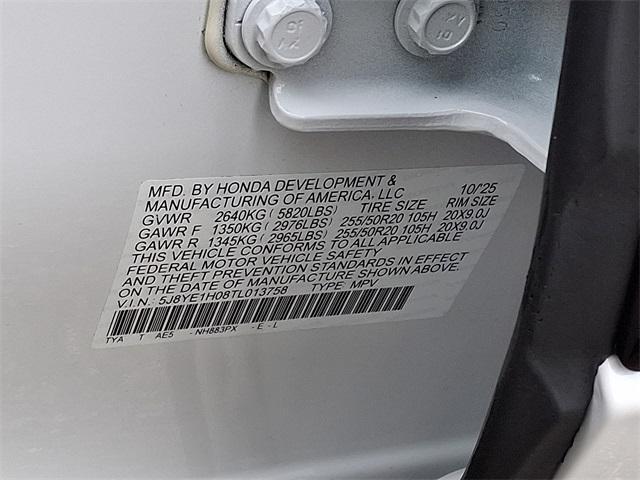 MFD. BY HONDA DEVELOPMENT &
MANUFACTURING OF AMERICA, LLC 10/'25
GVWR 2640KG ( 5820LBS) TIRE SIZE RIM SIZE
GAWR F 1350KG ( 2976LBS) 255/50R20 105H 20X9.0J
GAWR R 1345KG ( 2965LBS) 255/50R20 105H 20X9.0J
THIS VEHICLE CONFORMS TO ALL APPLICABLE
FEDERAL MOTOR VEHICLE SAFETY
AND THEFT PREVENTION STANDARDS IN EFFECT
ON THE DATE OF MANUFACTURE SHOWN ABOVE.
V.I.N.: 5J8YE1H08TL013758 TYPE: MPV
TYA T AE5 - NH883PX - E - L